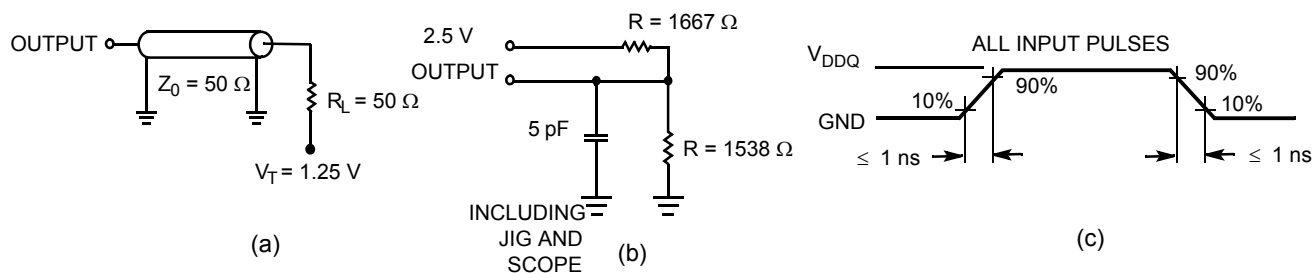 OUTPUT
Z0 = 50 Ω
RL = 50 Ω
VT = 1.25 V
(a)
R = 1667 Ω
2.5 V
OUTPUT
5 pF
R = 1538 Ω
INCLUDING
JIG AND
SCOPE
(b)
ALL INPUT PULSES
VDDQ
GND
10%
90%
90%
10%
≤ 1 ns
≤ 1 ns
(c)